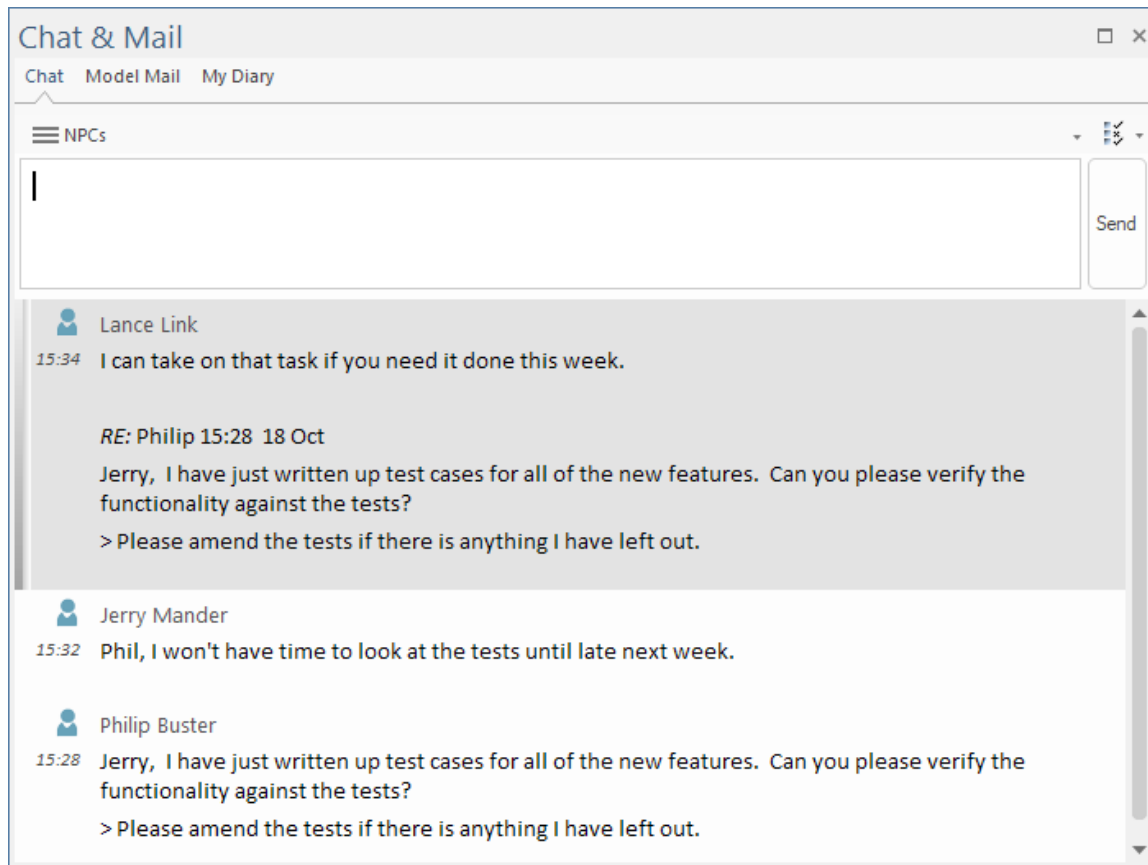 Chat & Mail
Chat Model Mail My Diary
NPCs
Send
Lance Link
15:34 I can take on that task if you need it done this week.
RE: Philip 15:28 18 Oct
Jerry, I have just written up test cases for all of the new features. Can you please verify the
functionality against the tests?
> Please amend the tests if there is anything I have left out.
Jerry Mander
15:32 Phil, I won't have time to look at the tests until late next week.
Philip Buster
15:28 Jerry, I have just written up test cases for all of the new features. Can you please verify the
functionality against the tests?
> Please amend the tests if there is anything I have left out.